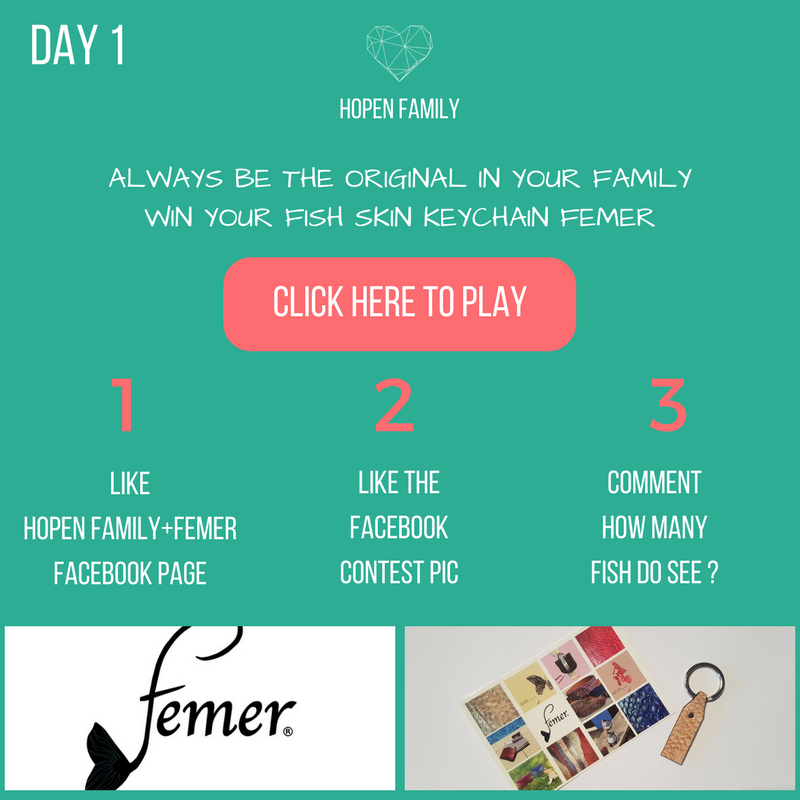 DAY 1
HOPEN FAMILY
ALWAYS BE THE ORIGINAL IN YOUR FAMILY
WIN YOUR FISH SKIN KEYCHAIN FEMER
CLICK HERE TO PLAY
1
LIKE
HOPEN FAMILY+FEMER
FACEBOOK PAGE
2
LIKE THE
FACEBOOK
CONTEST PIC
3
COMMENT
HOW MANY
FISH DO SEE ?
femer®
femer.